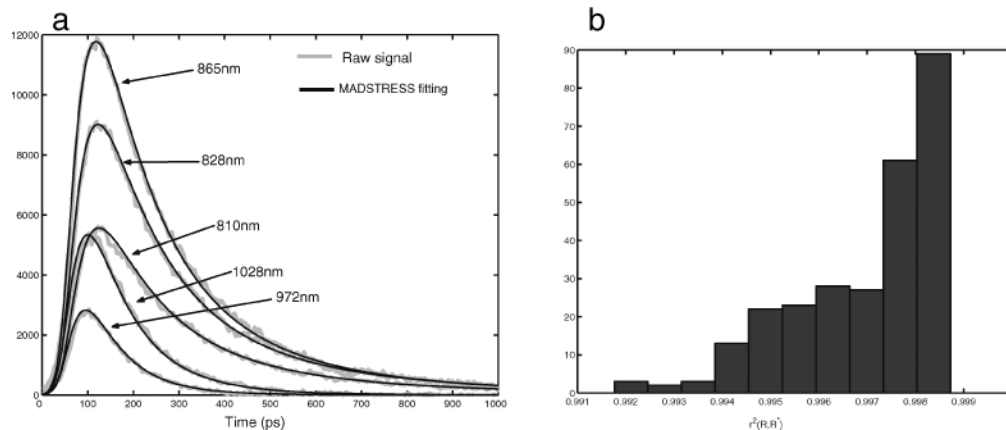 a
12000
10000
8000
6000
4000
2000
0
0 100 200 300 400 500 600 700 800 900 1000
Time (ps)
Raw signal
MADSTRESS fitting
865nm
828nm
810nm
1028nm
972nm
b
90
80
70
60
50
40
30
20
10
0
0.991 0.992 0.993 0.994 0.995 0.996 0.997 0.998 0.999
r²(R,R*)